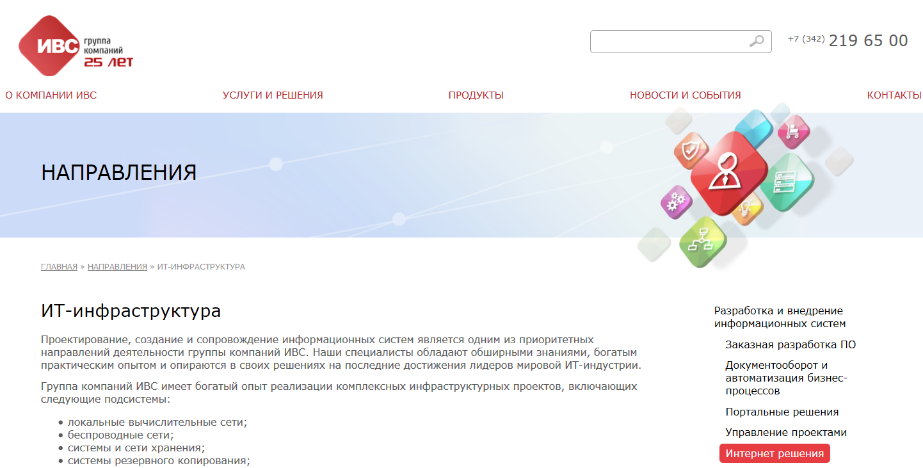 ИВС группа
компаний
25 лет
+7 (342) 219 65 00
О КОМПАНИИ ИВС
УСЛУГИ И РЕШЕНИЯ
ПРОДУКТЫ
НОВОСТИ И СОБЫТИЯ
КОНТАКТЫ
НАПРАВЛЕНИЯ
ГЛАВНАЯ » НАПРАВЛЕНИЯ » ИТ-ИНФРАСТРУКТУРА
ИТ-инфраструктура
Проектирование, создание и сопровождение информационных систем является одним из приоритетных
направлений деятельности группы компаний ИВС. Наши специалисты обладают обширными знаниями, богатым
практическим опытом и опираются в своих решениях на последние достижения лидеров мировой ИТ-индустрии.
Группа компаний ИВС имеет богатый опыт реализации комплексных инфраструктурных проектов, включающих
следующие подсистемы:
• локальные вычислительные сети;
• беспроводные сети;
• системы и сети хранения;
• системы резервного копирования;
Разработка и внедрение
информационных систем
Заказная разработка ПО
Документооборот и
автоматизация бизнес-
процессов
Портальные решения
Управление проектами
Интернет решения